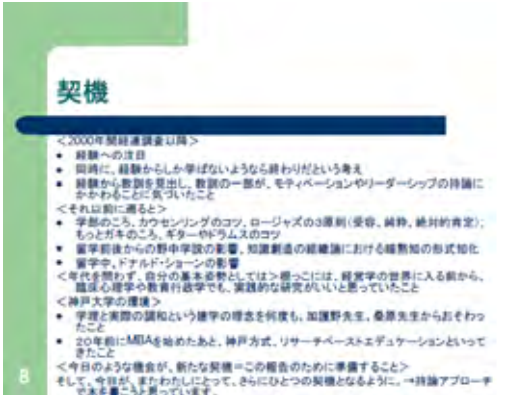 契機
＜2000年関経連調査以降＞
• 経験への注目
• 同時に、経験からしか学ばないようなら終わりだという考え
• 経験から教訓を見出し、教訓の一部が、モティベーションやリーダーシップの持論に
かかわることに気づいたこと
＜それ以前に遡ると＞
• 学部のころ、カウンセリングのコツ、ロージャズの3原則(受容、純粋、絶対的肯定);
もっとガキのころ、ギターやドラムスのコツ
• 留学前後からの野中学説の影響、知識創造の組織論における暗黙知の形式知化
• 留学中、ドナルド・ショーンの影響
＜年代を問わず、自分の基本姿勢としては＞根っこには、経営学の世界に入る前から、
臨床心理学や教育行政学でも、実践的な研究がいいと思っていたこと
＜神戸大学の環境＞
• 学理と実際の調和という建学の理念を何度も、加護野先生、桑原先生からおそわっ
たこと
• 20年前にMBAを始めたあと、神戸方式、リサーチベーストエデュケーションといって
きたこと
＜今日のような機会が、新たな契機＝この報告のために準備すること＞
そして、今日が、またわたしにとって、さらにひとつの契機となるように。→持論アプローチ
で本を書こうと思っています。
8